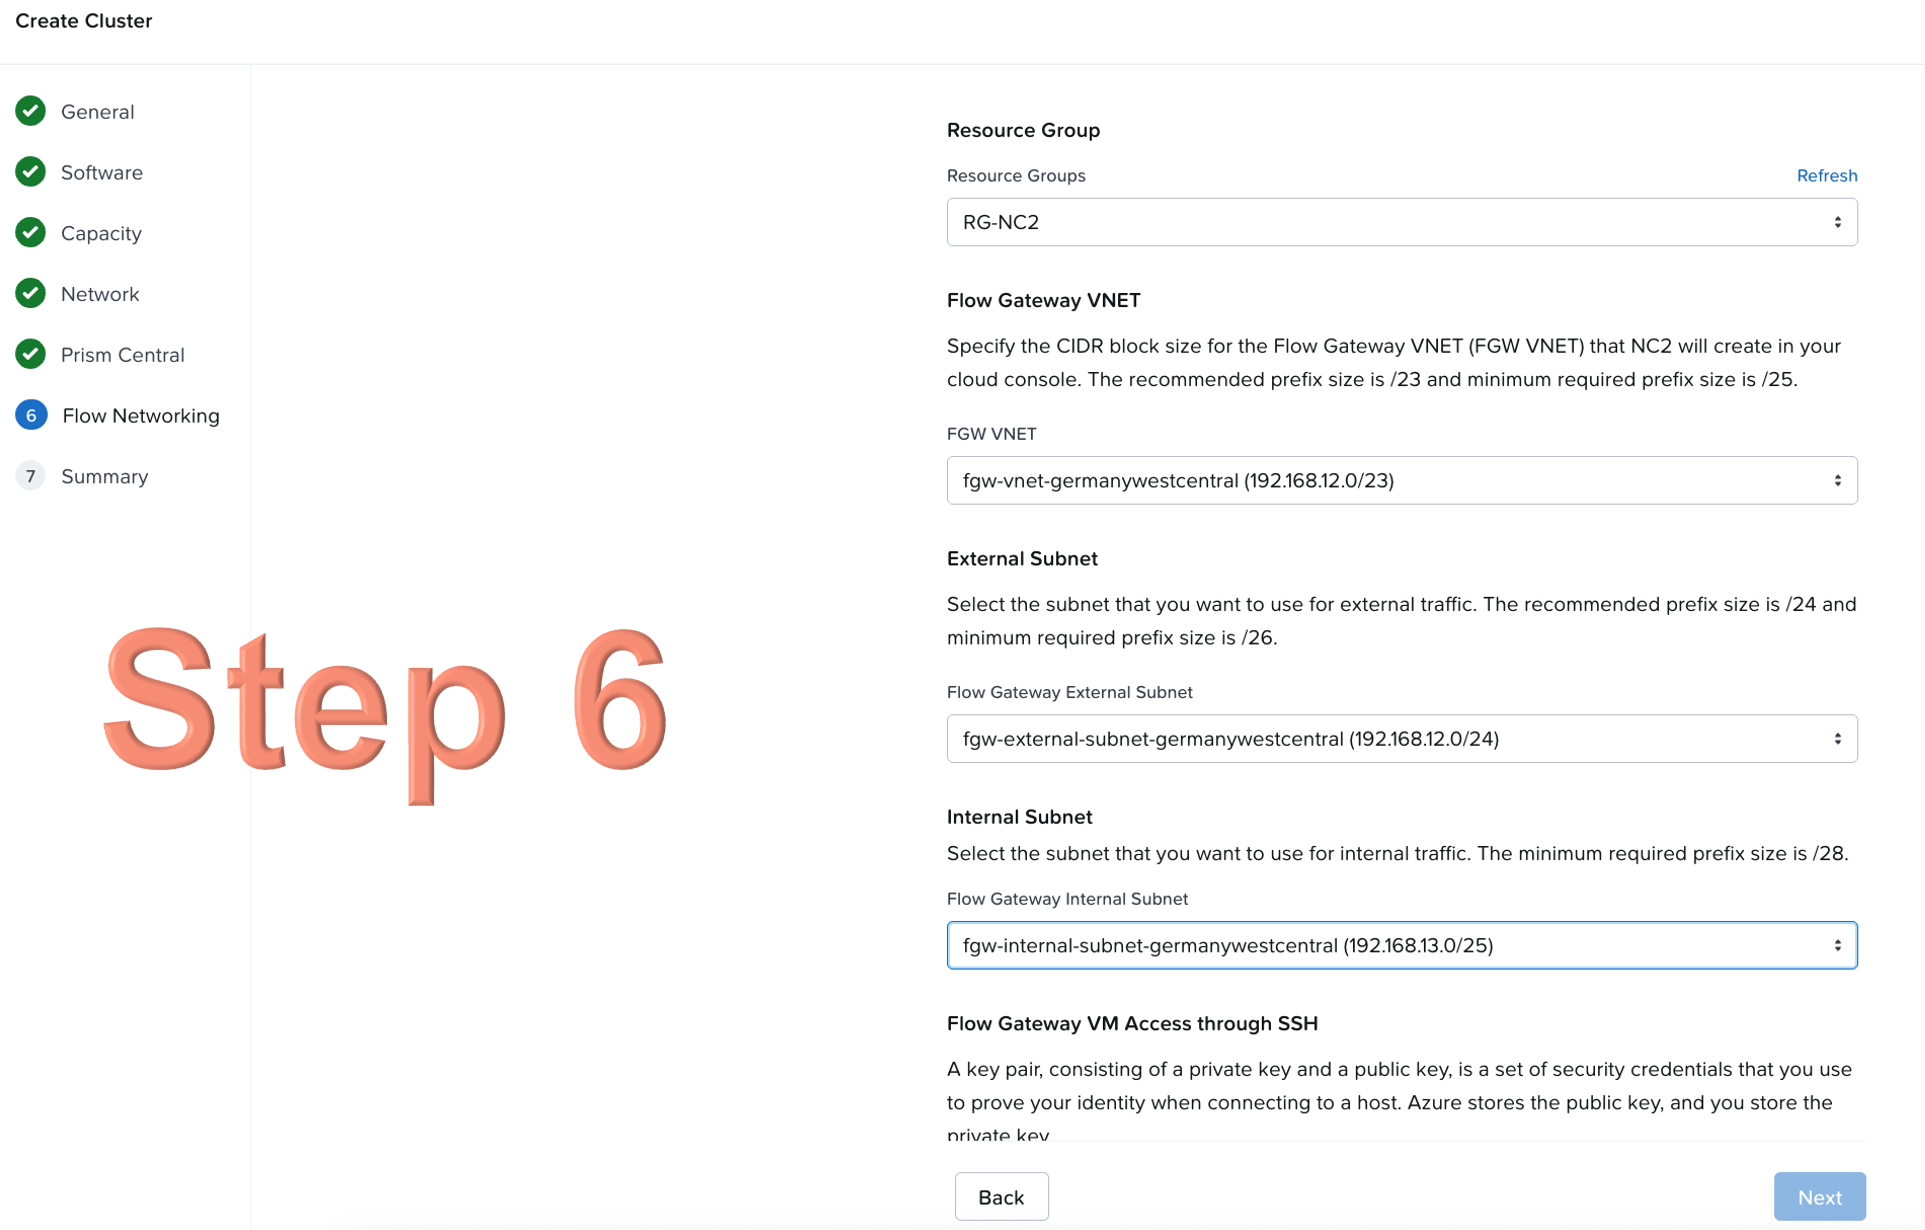 Create Cluster
General
Software
Capacity
Network
Prism Central
6 Flow Networking
7 Summary
Step 6
Resource Group
Resource Groups Refresh
RG-NC2
Flow Gateway VNET
Specify the CIDR block size for the Flow Gateway VNET (FGW VNET) that NC2 will create in your
cloud console. The recommended prefix size is /23 and minimum required prefix size is /25.
FGW VNET
fgw-vnet-germanywestcentral (192.168.12.0/23)
External Subnet
Select the subnet that you want to use for external traffic. The recommended prefix size is /24 and
minimum required prefix size is /26.
Flow Gateway External Subnet
fgw-external-subnet-germanywestcentral (192.168.12.0/24)
Internal Subnet
Select the subnet that you want to use for internal traffic. The minimum required prefix size is /28.
Flow Gateway Internal Subnet
fgw-internal-subnet-germanywestcentral (192.168.13.0/25)
Flow Gateway VM Access through SSH
A key pair, consisting of a private key and a public key, is a set of security credentials that you use
to prove your identity when connecting to a host. Azure stores the public key, and you store the
private key
Back Next